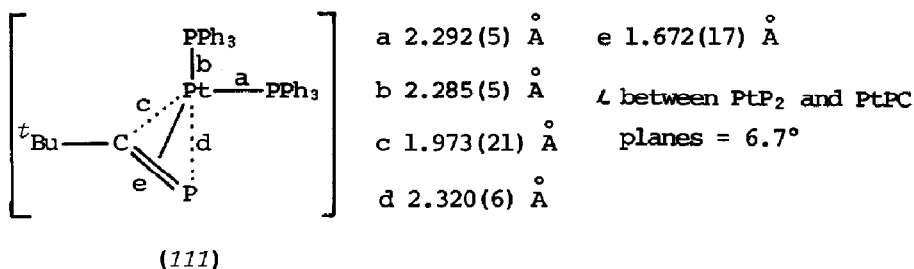 PPh3
b
Pt
a
PPh3
c
d
tBu
C
e
P
a 2.292(5) Å
b 2.285(5) Å
c 1.973(21) Å
d 2.320(6) Å
e 1.672(17) Å
∠ between PtP2 and PtPC
planes = 6.7°
(111)